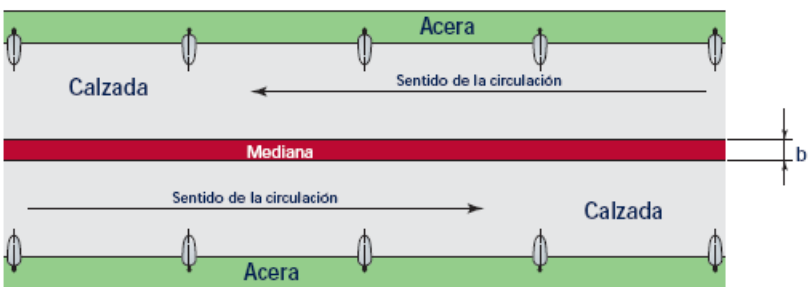 Acera
Calzada
Sentido de la circulación
Mediana
b
Sentido de la circulación
Calzada
Acera